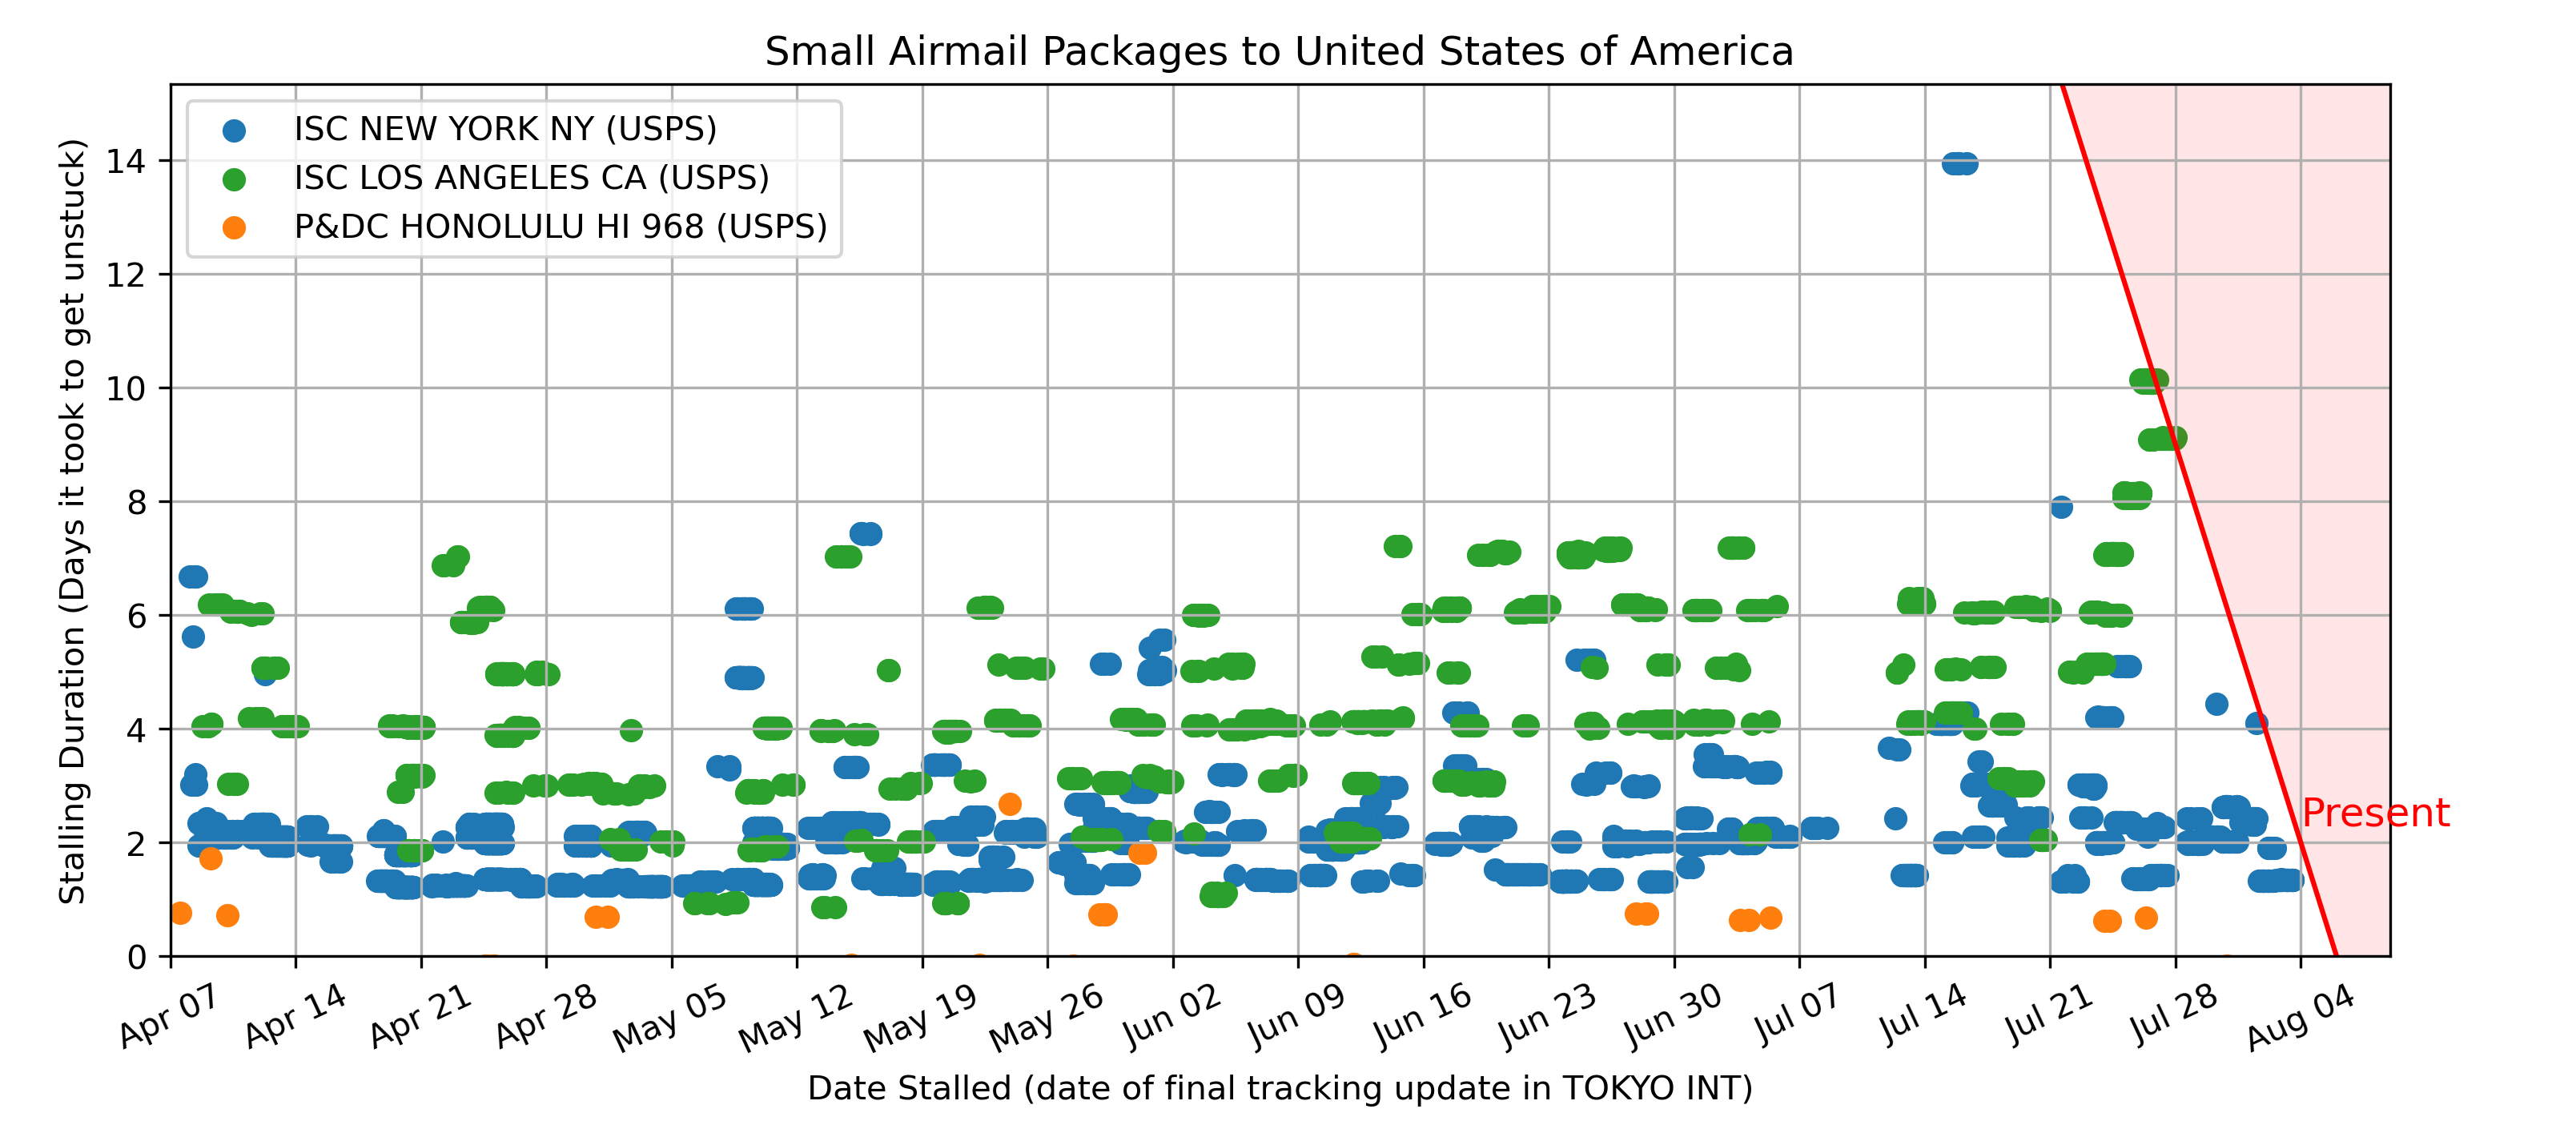 Small Airmail Packages to United States of America
ISC NEW YORK NY (USPS)
ISC LOS ANGELES CA (USPS)
P&DC HONOLULU HI 968 (USPS)
Stalling Duration (Days it took to get unstuck)
14
12
10
8
6
4
2
0
Present
Apr 07
Apr 14
Apr 21
Apr 28
May 05
May 12
May 19
May 26
Jun 02
Jun 09
Jun 16
Jun 23
Jun 30
Jul 07
Jul 14
Jul 21
Jul 28
Aug 04
Date Stalled (date of final tracking update in TOKYO INT)